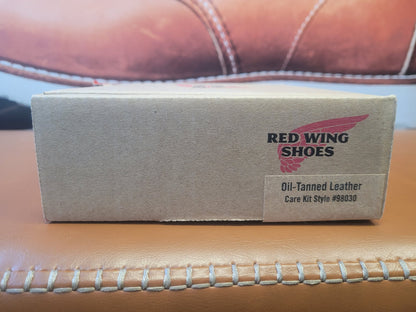 RED WING
SHOES
Oil-Tanned Leather
Care Kit Style #98030